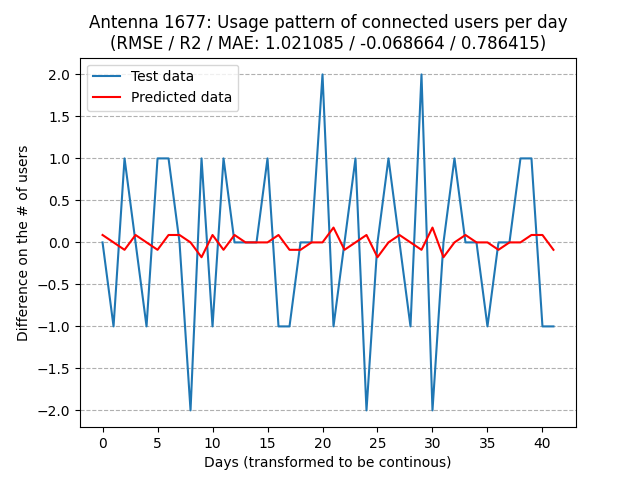 Antenna 1677: Usage pattern of connected users per day
(RMSE / R2 / MAE: 1.021085 / -0.068664 / 0.786415)
Test data
Predicted data
Difference on the # of users
2.0
1.5
1.0
0.5
0.0
−0.5
−1.0
−1.5
−2.0
0 5 10 15 20 25 30 35 40
Days (transformed to be continous)